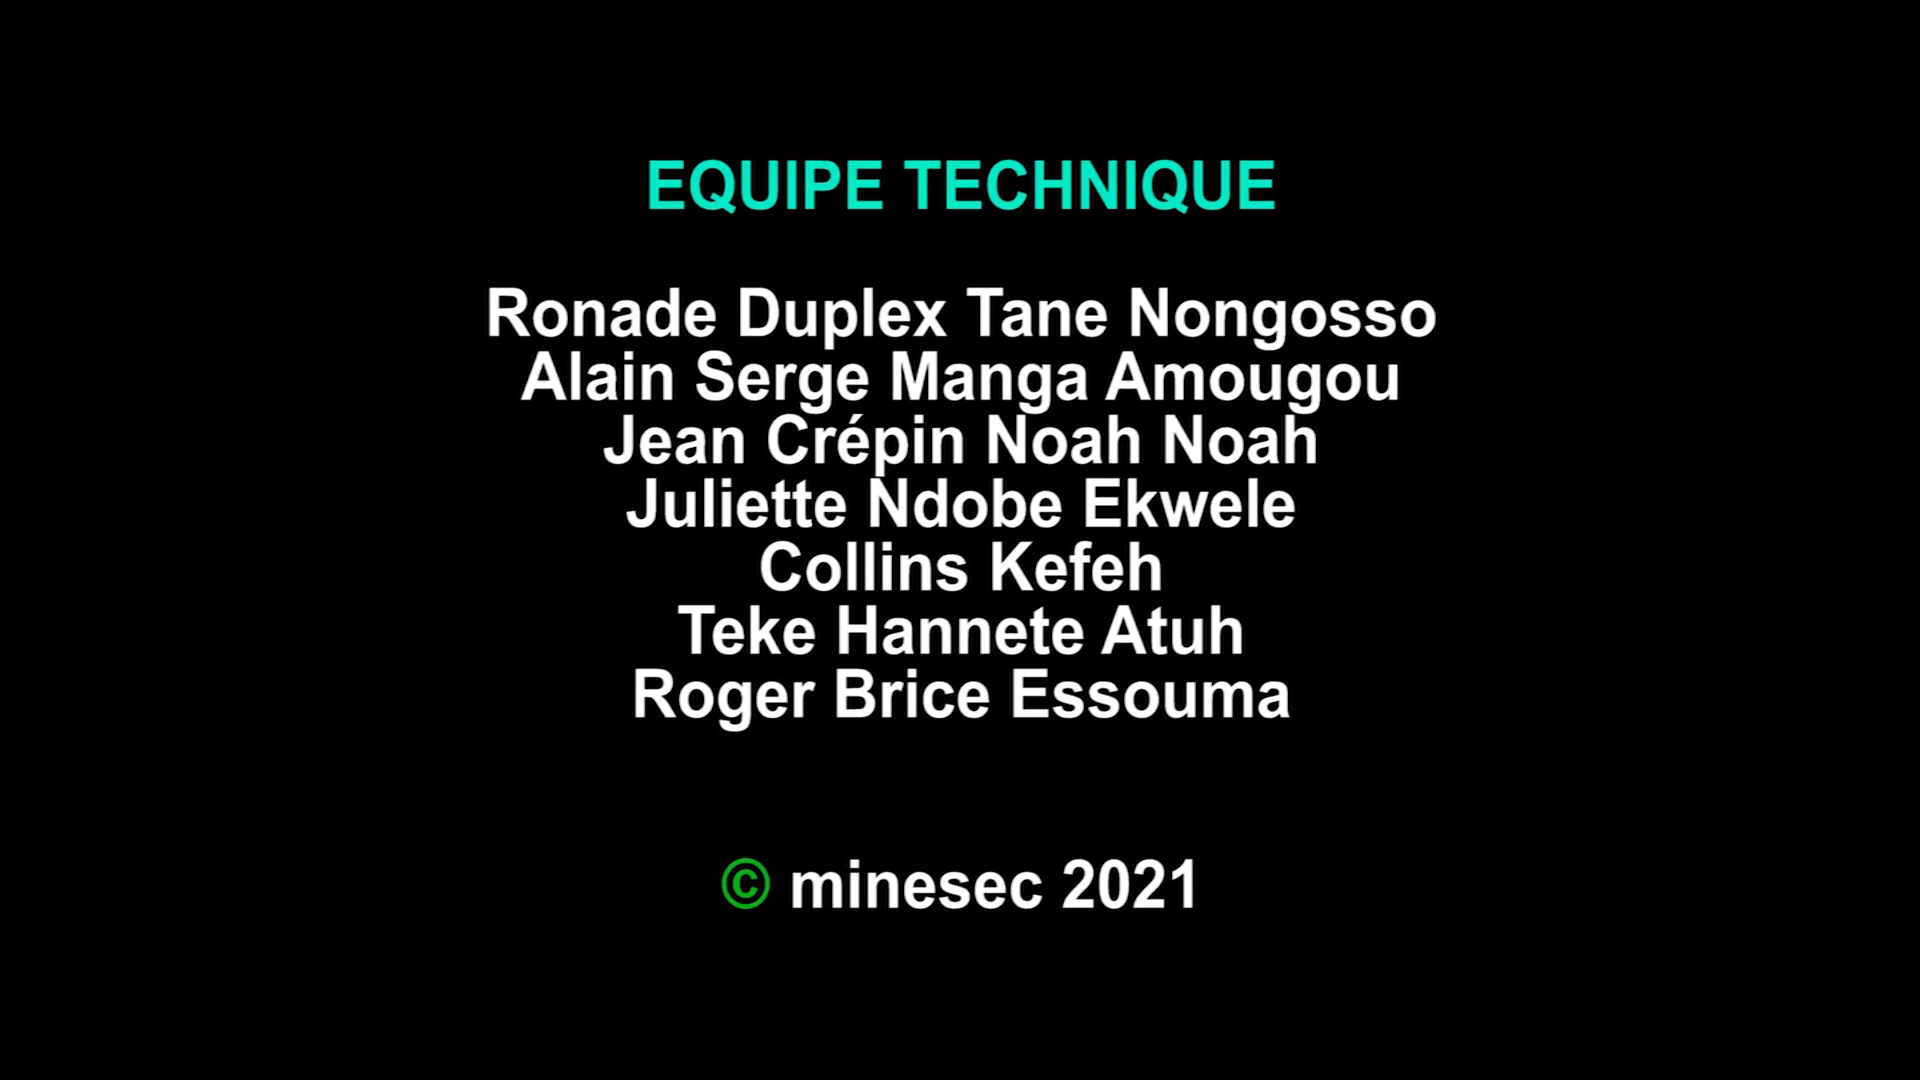 EQUIPE TECHNIQUE
Ronade Duplex Tane Nongosso
Alain Serge Manga Amougou
Jean Crépin Noah Noah
Juliette Ndobe Ekwele
Collins Kefeh
Teke Hannete Atuh
Roger Brice Essouma
© minesec 2021